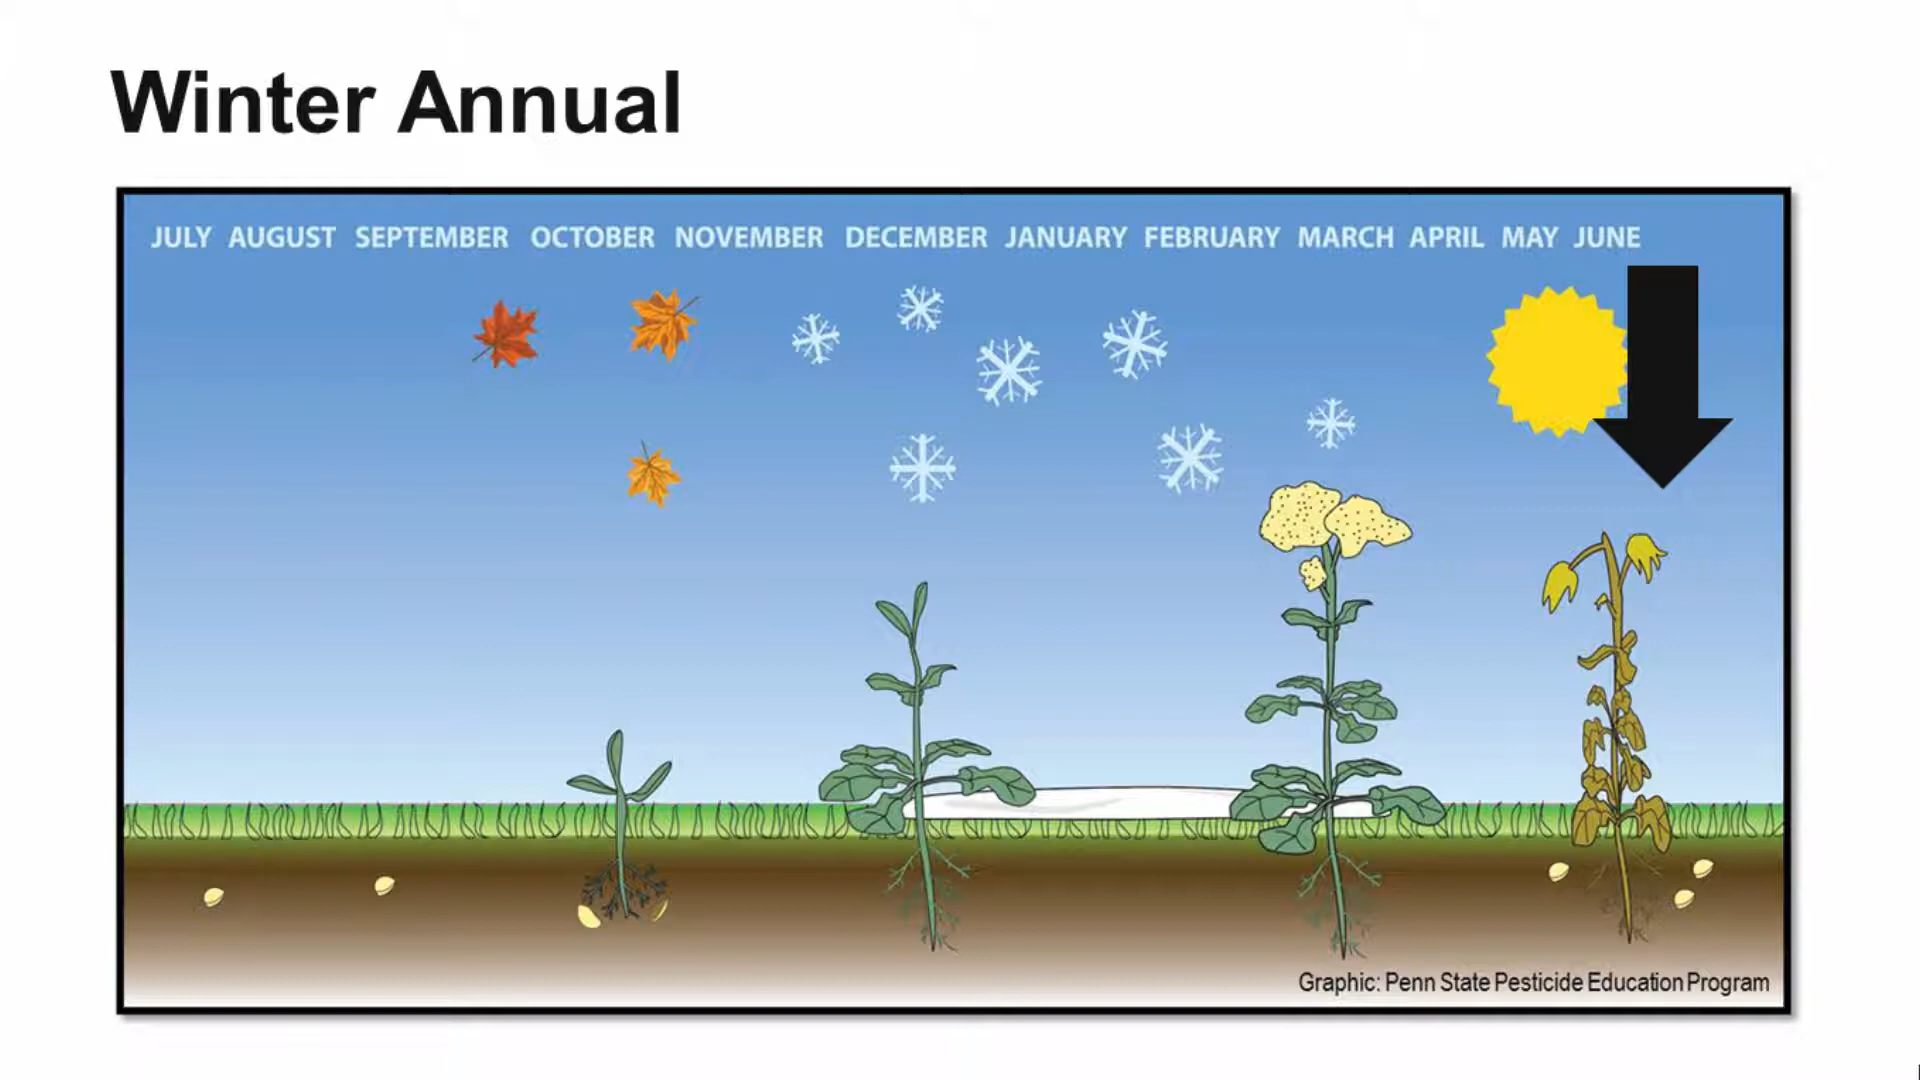 Winter Annual
JULY AUGUST SEPTEMBER OCTOBER NOVEMBER DECEMBER JANUARY FEBRUARY MARCH APRIL MAY JUNE
Graphic: Penn State Pesticide Education Program